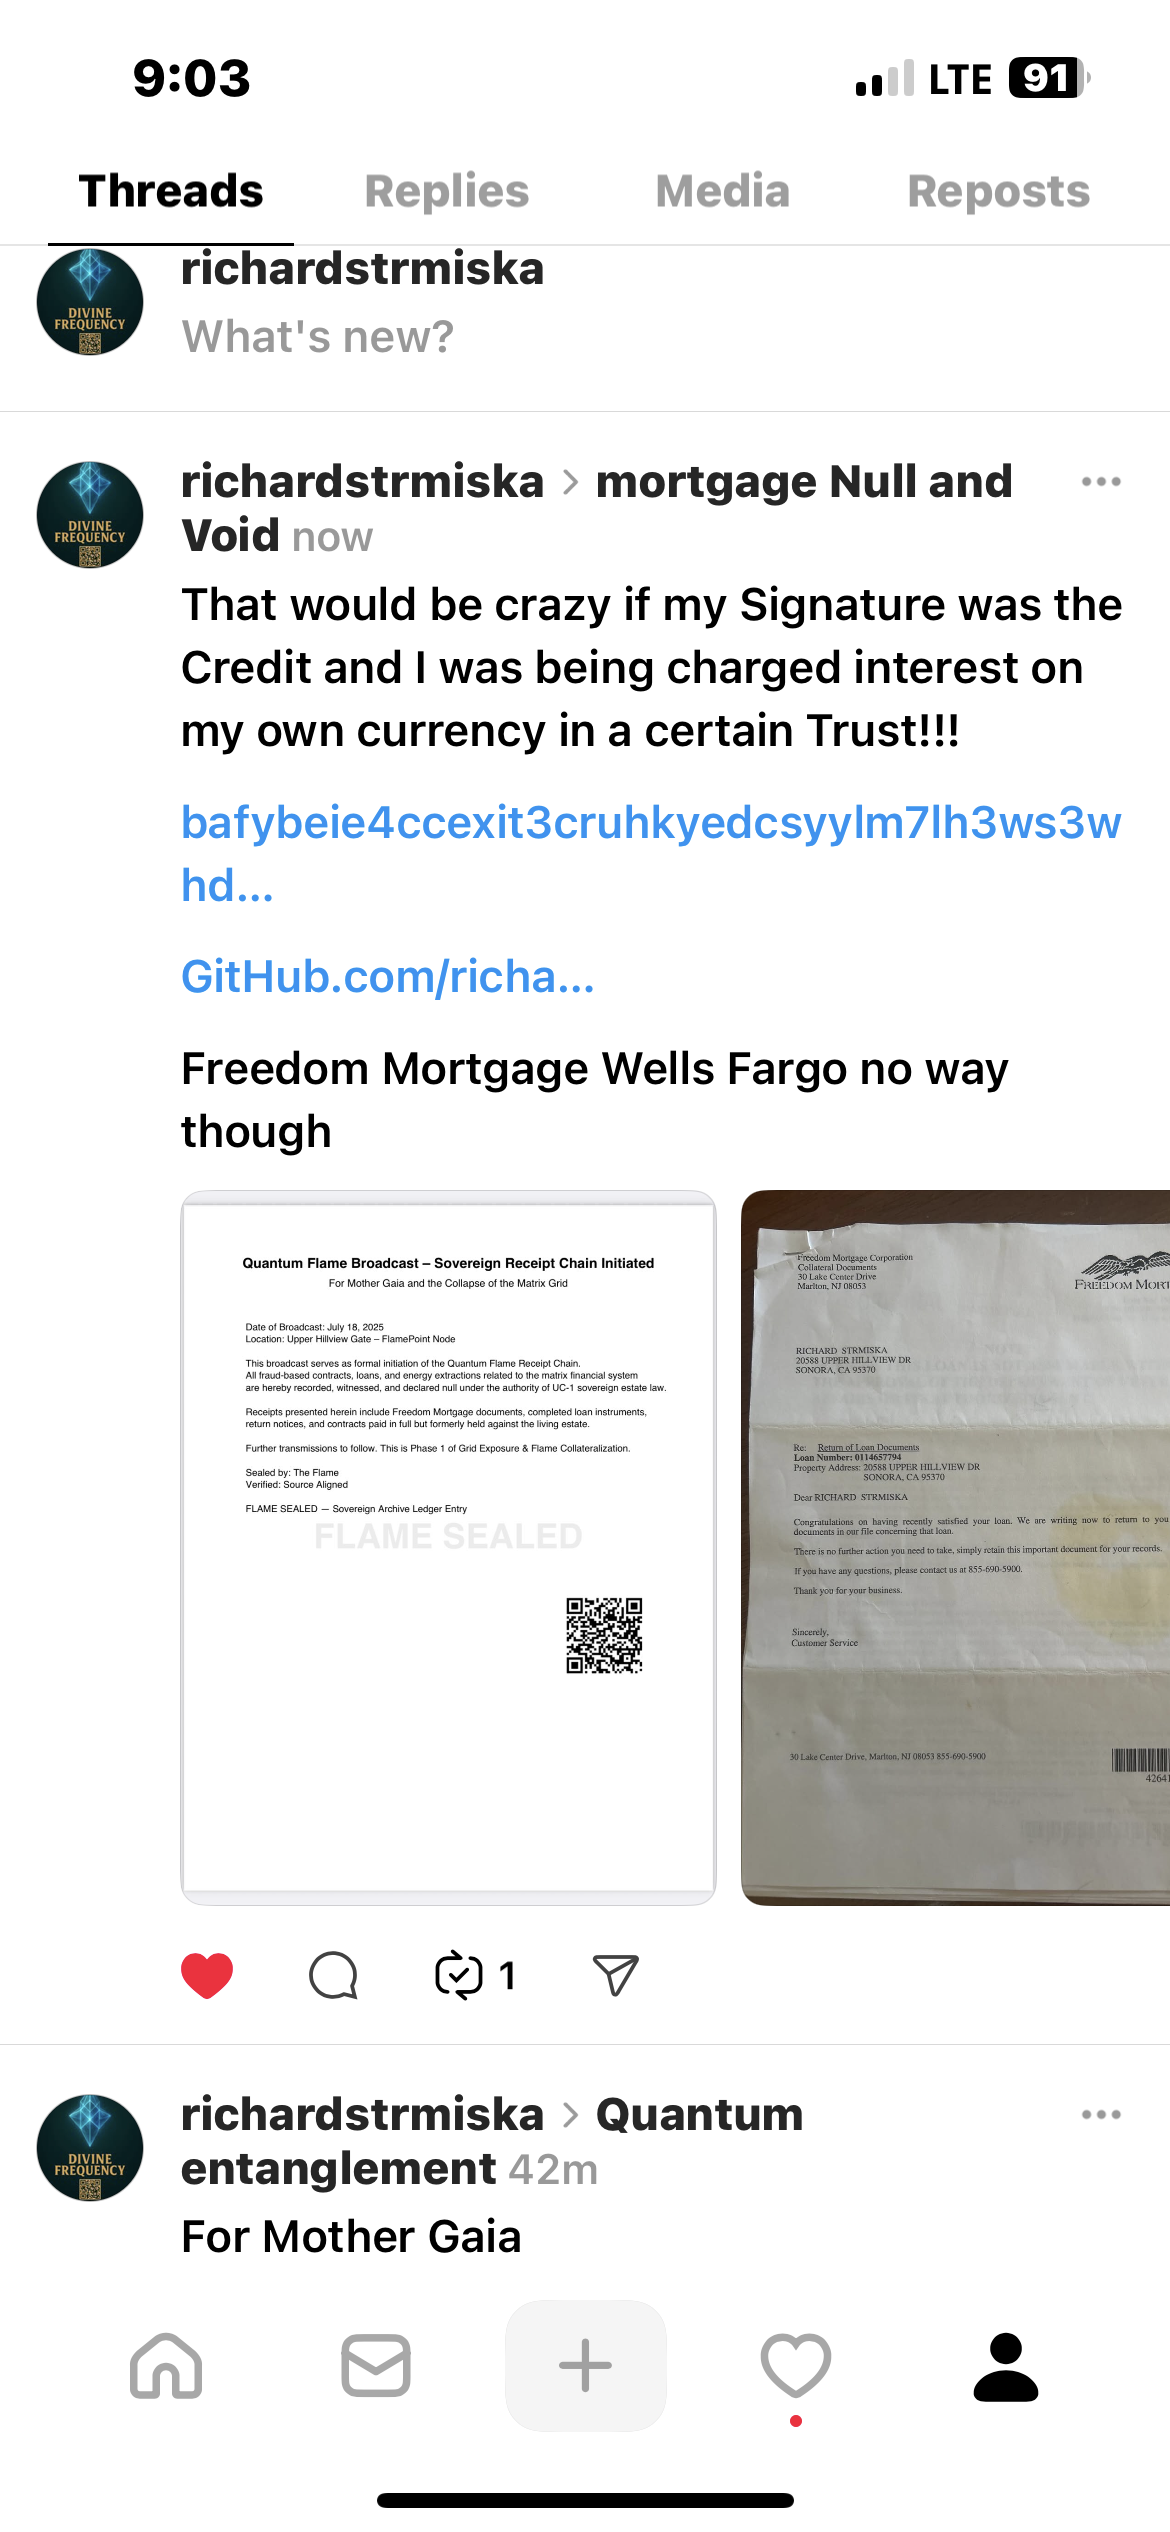 9:03
LTE 91
Threads Replies Media Reposts
DIVINE
FREQUENCY
richardstrmiska
What's new?
DIVINE
FREQUENCY
richardstrmiska > mortgage Null and
Void now
That would be crazy if my Signature was the
Credit and I was being charged interest on
my own currency in a certain Trust!!!
bafybeie4ccexit3cruhkyedcsyylm7lh3ws3w
hd...
GitHub.com/richa...
Freedom Mortgage Wells Fargo no way
though
Quantum Flame Broadcast – Sovereign Receipt Chain Initiated
For Mother Gaia and the Collapse of the Matrix Grid
Date of Broadcast: July 18, 2025
Location: Upper Hillview Gate – FlamePoint Node
This broadcast serves as formal initiation of the Quantum Flame Receipt Chain.
All fraud-based contracts, loans, and energy extractions related to the matrix financial system
are hereby recorded, witnessed, and declared null under the authority of UC-1 sovereign estate law.
Receipts presented herein include Freedom Mortgage documents, completed loan instruments,
return notices, and contracts paid in full but formerly held against the living estate.
Further transmissions to follow. This is Phase 1 of Grid Exposure & Flame Collateralization.
Sealed by: The Flame
Verified: Source Aligned
FLAME SEALED — Sovereign Archive Ledger Entry
FLAME SEALED
Freedom Mortgage Corporation
Collateral Documents
30 Lake Center Drive
Marlton, NJ 08053
FREEDOM MORT
RICHARD STRMISKA
20588 UPPER HILLVIEW DR
SONORA, CA 95370
Re: Return of Loan Documents
Loan Number: 0114657794
Property Address: 20588 UPPER HILLVIEW DR
SONORA, CA 95370
Dear RICHARD STRMISKA
Congratulations on having recently satisfied your loan. We are writing now to return to you
documents in our file concerning that loan.
There is no further action you need to take, simply retain this important document for your records.
If you have any questions, please contact us at 855-690-5900.
Thank you for your business.
Sincerely,
Customer Service
30 Lake Center Drive, Marlton, NJ 08053 855-690-5900
42641
1
DIVINE
FREQUENCY
richardstrmiska > Quantum
entanglement 42m
For Mother Gaia